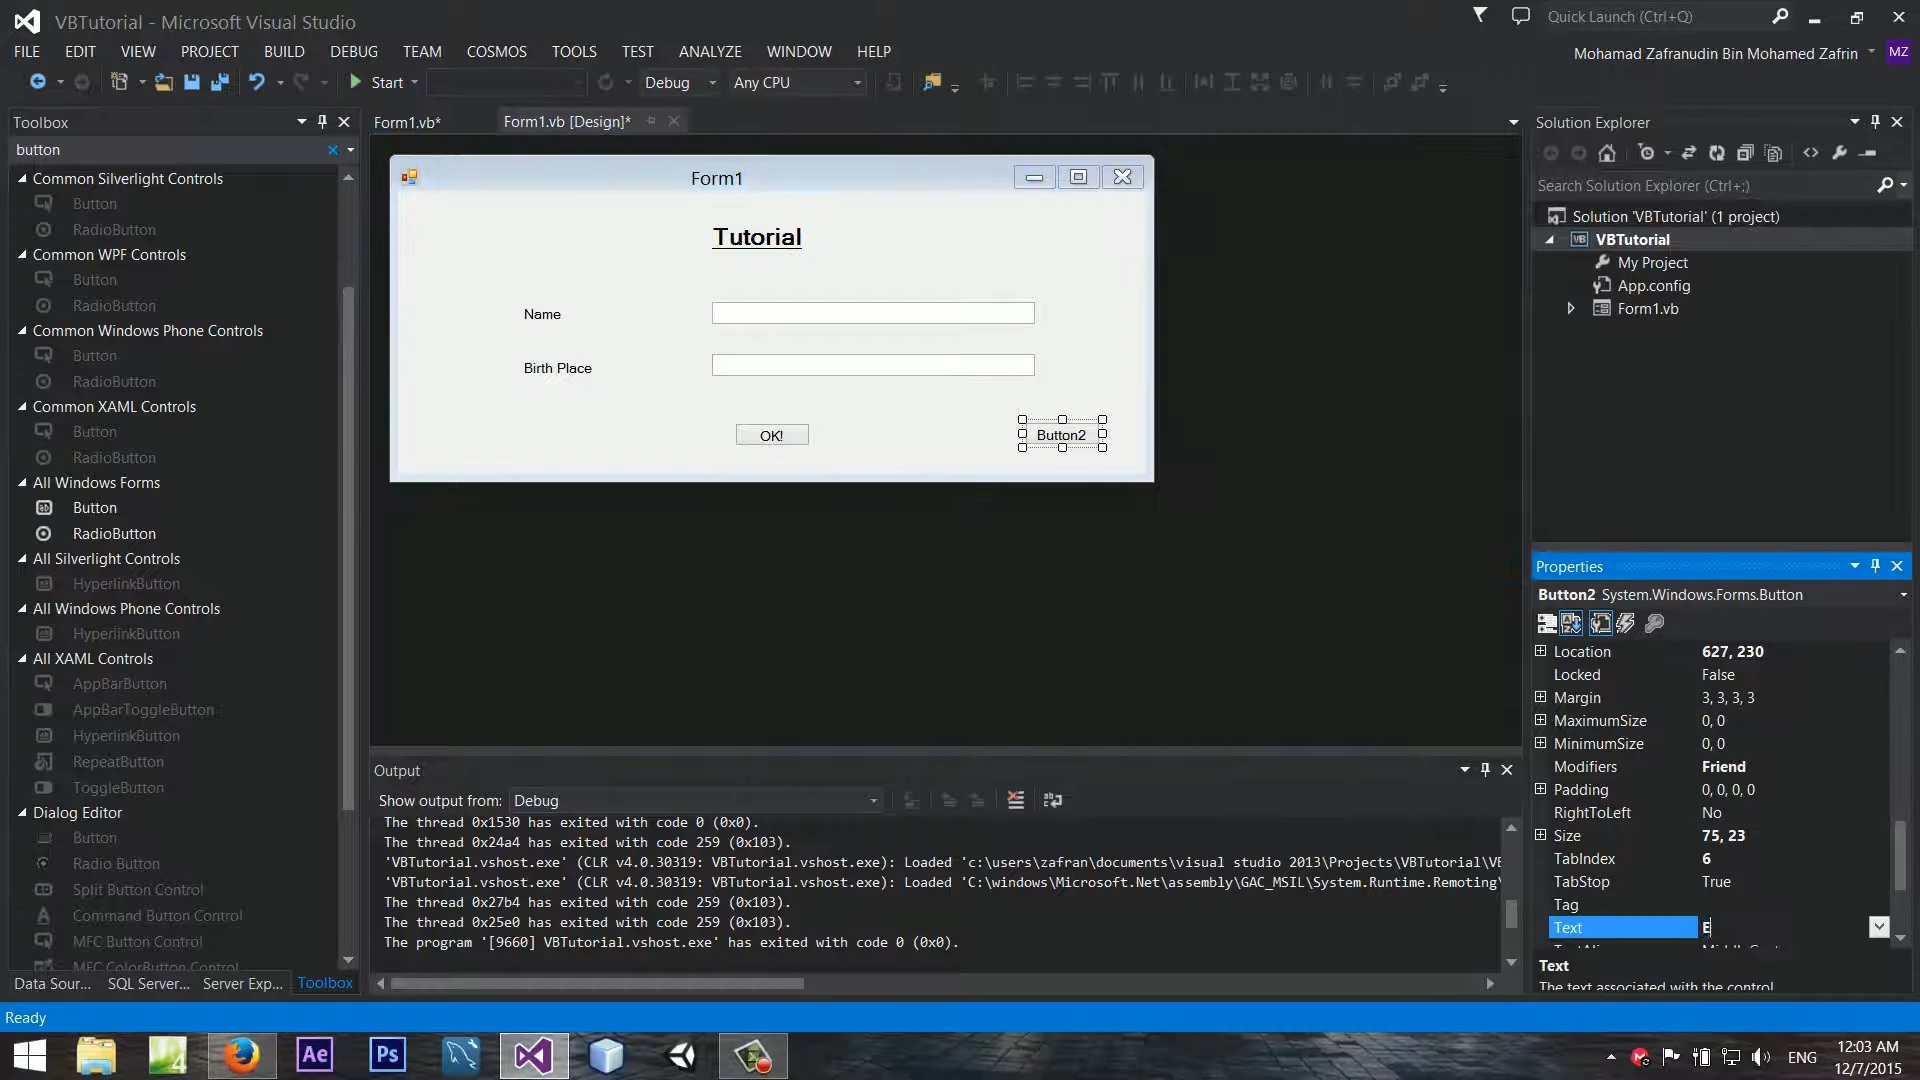 VBTutorial - Microsoft Visual Studio
Quick Launch (Ctrl+Q)
FILE EDIT VIEW PROJECT BUILD DEBUG TEAM COSMOS TOOLS TEST ANALYZE WINDOW HELP
Mohamad Zafranudin Bin Mohamed Zafrin MZ
Start Debug Any CPU
Toolbox
button
Common Silverlight Controls
Button
RadioButton
Common WPF Controls
Button
RadioButton
Common Windows Phone Controls
Button
RadioButton
Common XAML Controls
Button
RadioButton
All Windows Forms
Button
RadioButton
All Silverlight Controls
HyperlinkButton
All Windows Phone Controls
HyperlinkButton
All XAML Controls
AppBarButton
AppBarToggleButton
HyperlinkButton
RepeatButton
ToggleButton
Dialog Editor
Button
Radio Button
Split Button Control
Command Button Control
MFC Button Control
MFC ColorButton Control
Data Sour... SQL Server... Server Exp... Toolbox
Form1.vb* Form1.vb [Design]*
Form1
Tutorial
Name
Birth Place
OK! Button2
Output
Show output from: Debug
The thread 0x1530 has exited with code 0 (0x0).
The thread 0x24a4 has exited with code 259 (0x103).
'VBTutorial.vshost.exe' (CLR v4.0.30319: VBTutorial.vshost.exe): Loaded 'c:\users\zafran\documents\visual studio 2013\Projects\VBTutorial\VB
'VBTutorial.vshost.exe' (CLR v4.0.30319: VBTutorial.vshost.exe): Loaded 'C:\windows\Microsoft.Net\assembly\GAC_MSIL\System.Runtime.Remoting\
The thread 0x27b4 has exited with code 259 (0x103).
The thread 0x25e0 has exited with code 259 (0x103).
The program '[9660] VBTutorial.vshost.exe' has exited with code 0 (0x0).
Solution Explorer
Search Solution Explorer (Ctrl+;)
Solution 'VBTutorial' (1 project)
VB VBTutorial
My Project
App.config
Form1.vb
Properties
Button2 System.Windows.Forms.Button
Location 627, 230
Locked False
Margin 3, 3, 3, 3
MaximumSize 0, 0
MinimumSize 0, 0
Modifiers Friend
Padding 0, 0, 0, 0
RightToLeft No
Size 75, 23
TabIndex 6
TabStop True
Tag
Text E
Text
The text associated with the control
Ready
4 Ae Ps
ENG
12:03 AM
12/7/2015